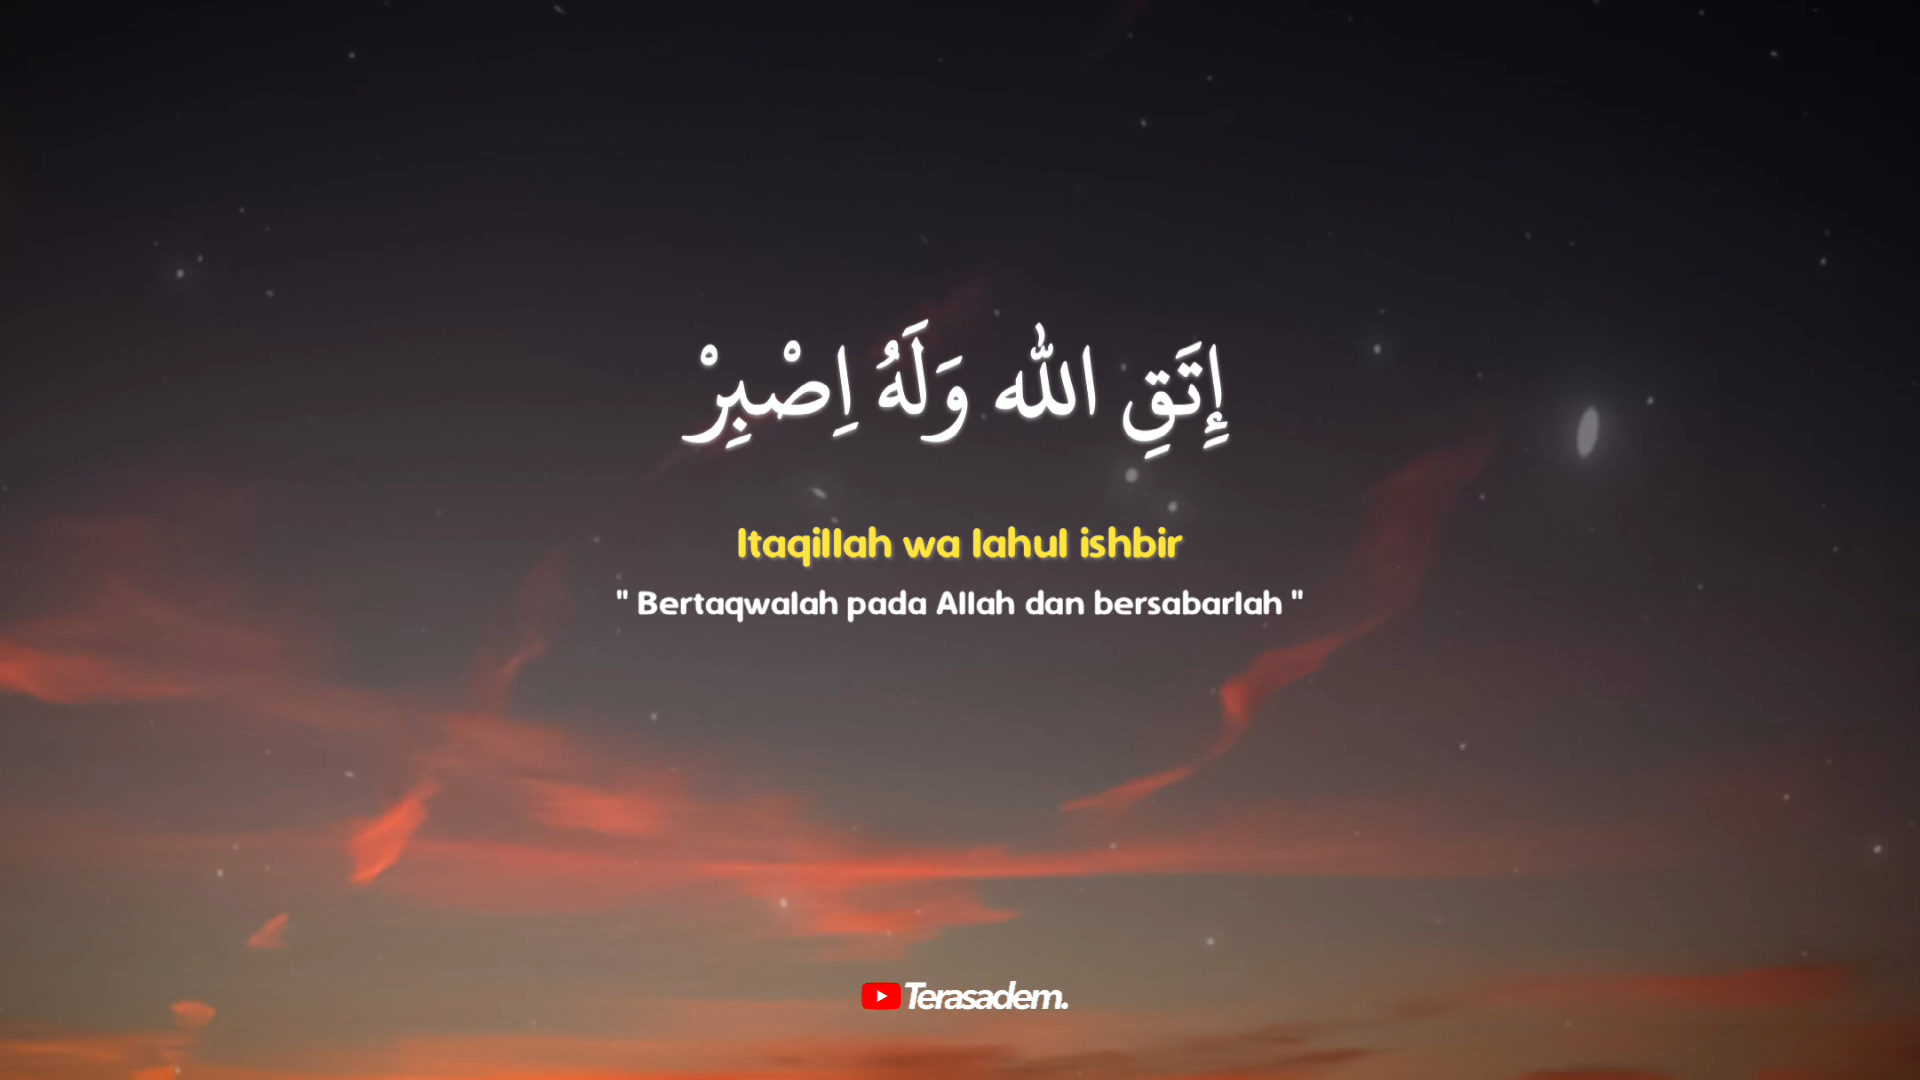 إِتَقِ الله وَلَهُ اِصْبِرْ
Itaqillah wa lahul ishbir
" Bertaqwalah pada Allah dan bersabarlah "
Terasadem.